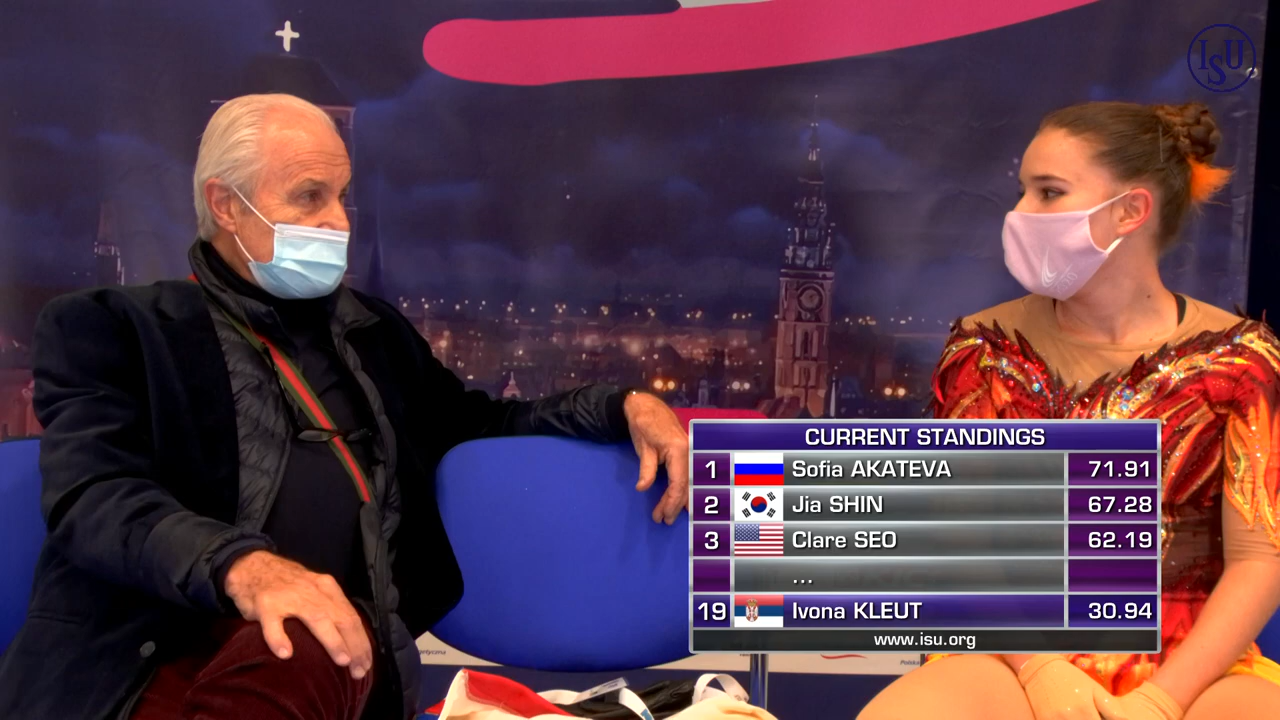 ISU
CURRENT STANDINGS
1 Sofia AKATEVA 71.91
2 Jia SHIN 67.28
3 Clare SEO 62.19
...
19 Ivona KLEUT 30.94
www.isu.org
Polska